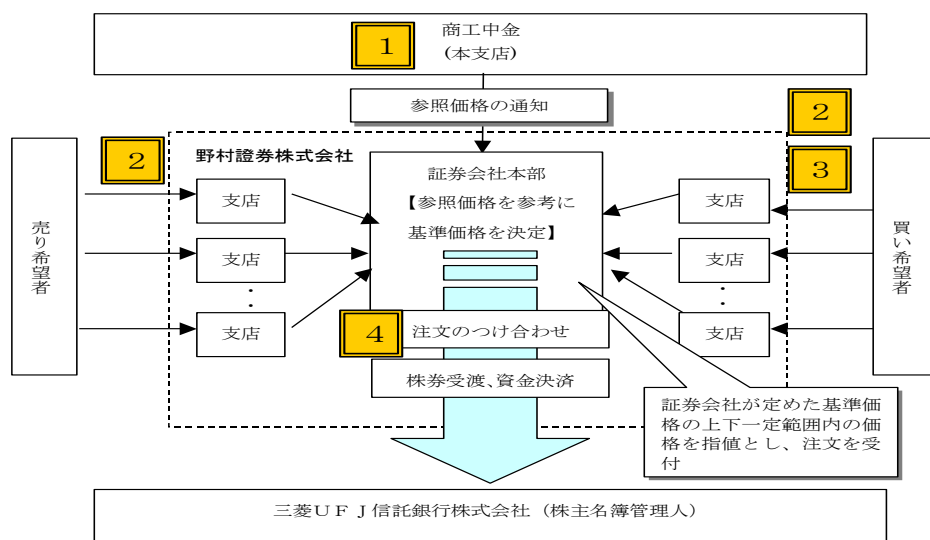 商工中金
1
(本支店)
参照価格の通知
2
2
3
野村證券株式会社
証券会社本部
【参照価格を参考に
基準価格を決定】
売り希望者
支店
支店
：
支店
支店
支店
：
支店
買い希望者
4
注文のつけ合わせ
株券受渡、資金決済
証券会社が定めた基準価
格の上下一定範囲内の価
格を指値とし、注文を受
付
三菱ＵＦＪ信託銀行株式会社（株主名簿管理人）